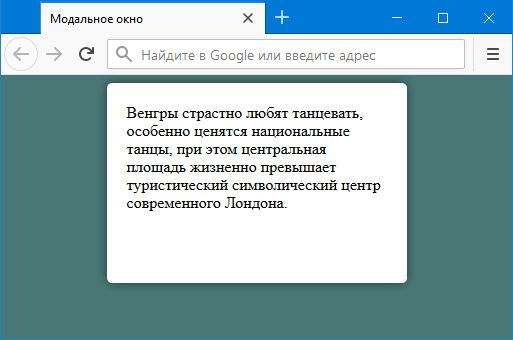 Модальное окно
Найдите в Google или введите адрес
Венгры страстно любят танцевать,
особенно ценятся национальные
танцы, при этом центральная
площадь жизненно превышает
туристический символический центр
современного Лондона.